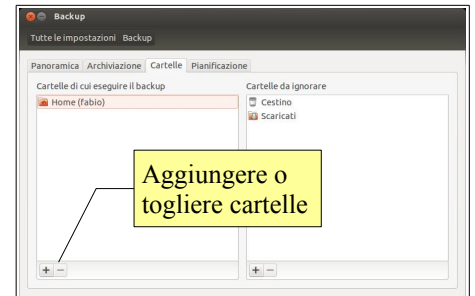 Backup
Tutte le impostazioni Backup
Panoramica Archiviazione Cartelle Pianificazione
Cartelle di cui eseguire il backup
Cartelle da ignorare
Home (fabio)
Cestino
Scaricati
Aggiungere o
togliere cartelle
+ −
+ −